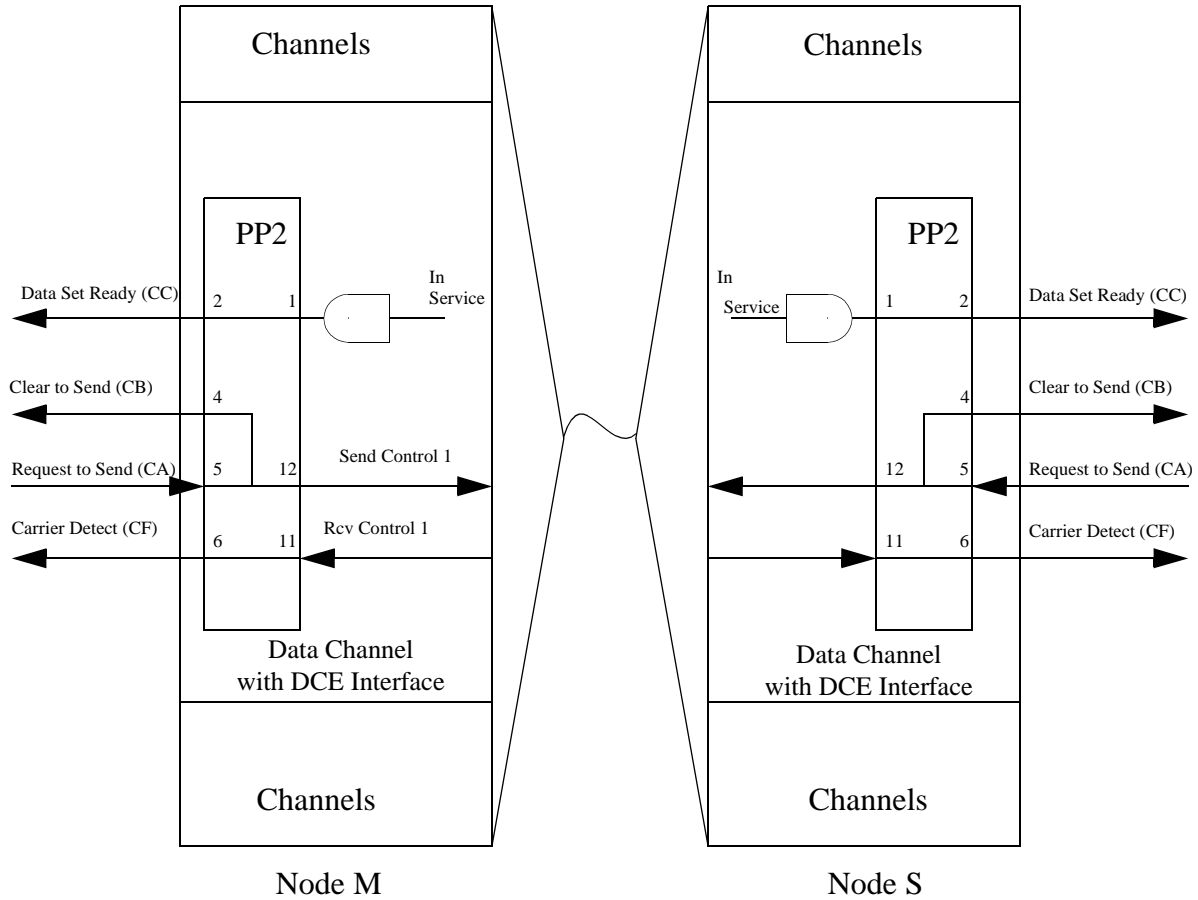 Channels
Channels
PP2
PP2
In
Service
In
Service
Data Set Ready (CC)
2
1
1
2
Data Set Ready (CC)
Clear to Send (CB)
4
4
Clear to Send (CB)
Request to Send (CA)
5
12
Send Control 1
12
5
Request to Send (CA)
Carrier Detect (CF)
6
11
Rcv Control 1
11
6
Carrier Detect (CF)
Data Channel
with DCE Interface
Data Channel
with DCE Interface
Channels
Channels
Node M
Node S